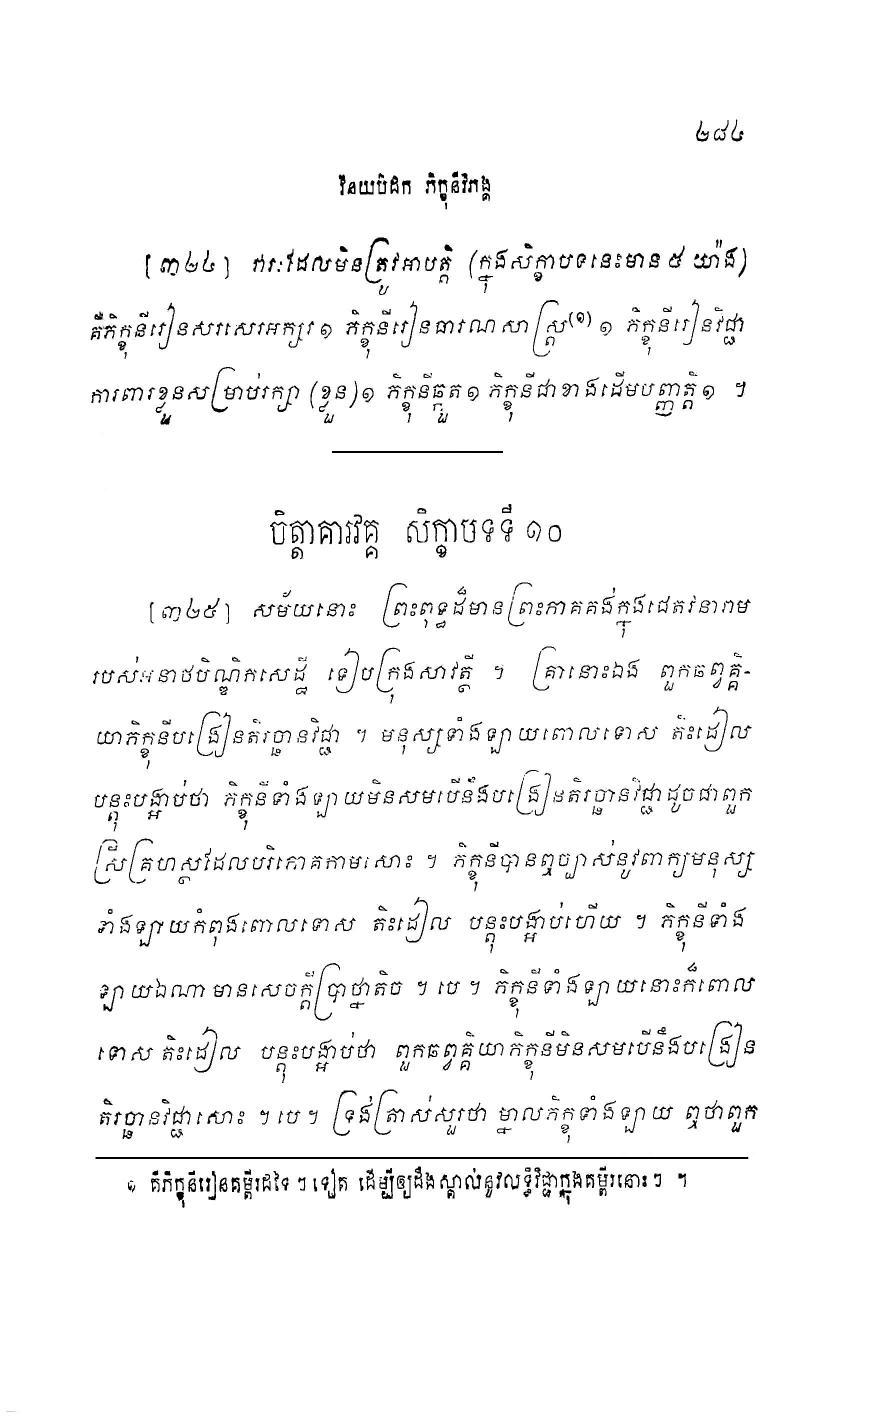 ២៨៤
វិនយបិដក ភិក្ខុនីវិភង្គ
[៣២៤] វារៈដែលមិនត្រូវអាបត្តិ (ក្នុងសិក្ខាបទនេះមាន ៥ យ៉ាង)
គឺភិក្ខុនីរៀនសរសេរអក្សរ ១ ភិក្ខុនីរៀនធារណសាស្ត្រ(១) ១ ភិក្ខុនីរៀនវិជ្ជា
ការពារខ្លួនសម្រាប់រក្សា (ខ្លួន) ១ ភិក្ខុនីឆ្កួត ១ ភិក្ខុនីជាខាងដើមបញ្ញត្តិ ១ ។
ចិត្តាគារវគ្គ សិក្ខាបទទី ១០
[៣២៥] សម័យនោះ ព្រះពុទ្ធដ៏មានព្រះភាគគង់ក្នុងជេតវនារាម
របស់អនាថបិណ្ឌិកសេដ្ឋី ទៀបក្រុងសាវត្ថី ។ គ្រានោះឯង ពួកឆព្វគ្គិ-
យាភិក្ខុនីបង្រៀនតិរច្ឆានវិជ្ជា ។ មនុស្សទាំងឡាយពោលទោស តិះដៀល
បន្តុះបង្អាប់ថា ភិក្ខុនីទាំងឡាយមិនសមបើនឹងបង្រៀនតិរច្ឆានវិជ្ជាដូចជាពួក
ស្រីគ្រហស្ថដែលបរិភោគកាមសោះ ។ ភិក្ខុនីបានឮច្បាស់នូវពាក្យមនុស្ស
ទាំងឡាយកំពុងពោលទោស តិះដៀល បន្តុះបង្អាប់ហើយ ។ ភិក្ខុនីទាំង
ឡាយឯណាមានសេចក្តីប្រាថ្នាតិច ។ បេ ។ ភិក្ខុនីទាំងឡាយនោះក៏ពោល
ទោស តិះដៀល បន្តុះបង្អាប់ថា ពួកឆព្វគ្គិយាភិក្ខុនីមិនសមបើនឹងបង្រៀន
តិរច្ឆានវិជ្ជាសោះ ។ បេ ។ ទ្រង់ត្រាស់សួរថា ម្នាលភិក្ខុទាំងឡាយ ឮថាពួក
១ គឺភិក្ខុនីរៀនគម្ពីរដទៃៗទៀត ដើម្បីឲ្យដឹងស្គាល់នូវលទ្ធិវិជ្ជាក្នុងគម្ពីរនោះៗ ។